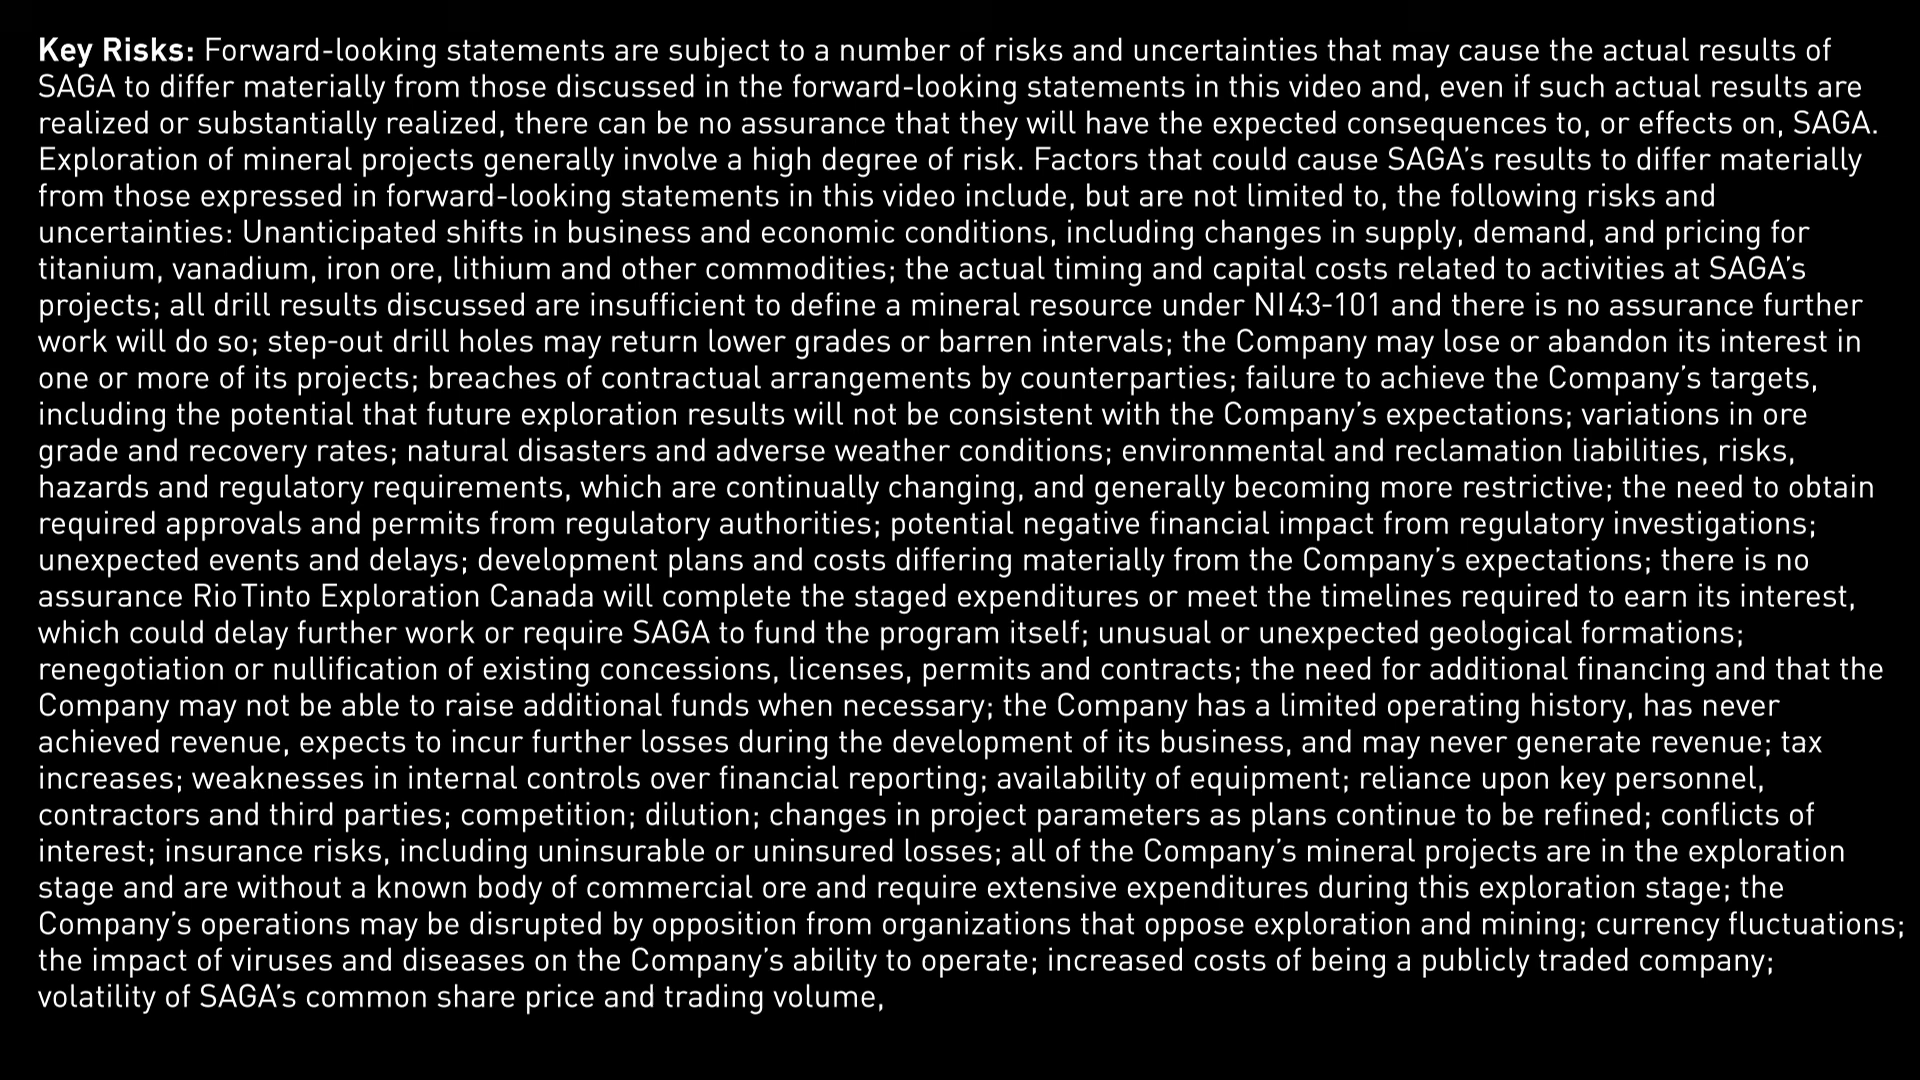 Key Risks: Forward-looking statements are subject to a number of risks and uncertainties that may cause the actual results of
SAGA to differ materially from those discussed in the forward-looking statements in this video and, even if such actual results are
realized or substantially realized, there can be no assurance that they will have the expected consequences to, or effects on, SAGA.
Exploration of mineral projects generally involve a high degree of risk. Factors that could cause SAGA’s results to differ materially
from those expressed in forward-looking statements in this video include, but are not limited to, the following risks and
uncertainties: Unanticipated shifts in business and economic conditions, including changes in supply, demand, and pricing for
titanium, vanadium, iron ore, lithium and other commodities; the actual timing and capital costs related to activities at SAGA’s
projects; all drill results discussed are insufficient to define a mineral resource under NI 43-101 and there is no assurance further
work will do so; step-out drill holes may return lower grades or barren intervals; the Company may lose or abandon its interest in
one or more of its projects; breaches of contractual arrangements by counterparties; failure to achieve the Company’s targets,
including the potential that future exploration results will not be consistent with the Company’s expectations; variations in ore
grade and recovery rates; natural disasters and adverse weather conditions; environmental and reclamation liabilities, risks,
hazards and regulatory requirements, which are continually changing, and generally becoming more restrictive; the need to obtain
required approvals and permits from regulatory authorities; potential negative financial impact from regulatory investigations;
unexpected events and delays; development plans and costs differing materially from the Company’s expectations; there is no
assurance Rio Tinto Exploration Canada will complete the staged expenditures or meet the timelines required to earn its interest,
which could delay further work or require SAGA to fund the program itself; unusual or unexpected geological formations;
renegotiation or nullification of existing concessions, licenses, permits and contracts; the need for additional financing and that the
Company may not be able to raise additional funds when necessary; the Company has a limited operating history, has never
achieved revenue, expects to incur further losses during the development of its business, and may never generate revenue; tax
increases; weaknesses in internal controls over financial reporting; availability of equipment; reliance upon key personnel,
contractors and third parties; competition; dilution; changes in project parameters as plans continue to be refined; conflicts of
interest; insurance risks, including uninsurable or uninsured losses; all of the Company’s mineral projects are in the exploration
stage and are without a known body of commercial ore and require extensive expenditures during this exploration stage; the
Company’s operations may be disrupted by opposition from organizations that oppose exploration and mining; currency fluctuations;
the impact of viruses and diseases on the Company’s ability to operate; increased costs of being a publicly traded company;
volatility of SAGA’s common share price and trading volume,